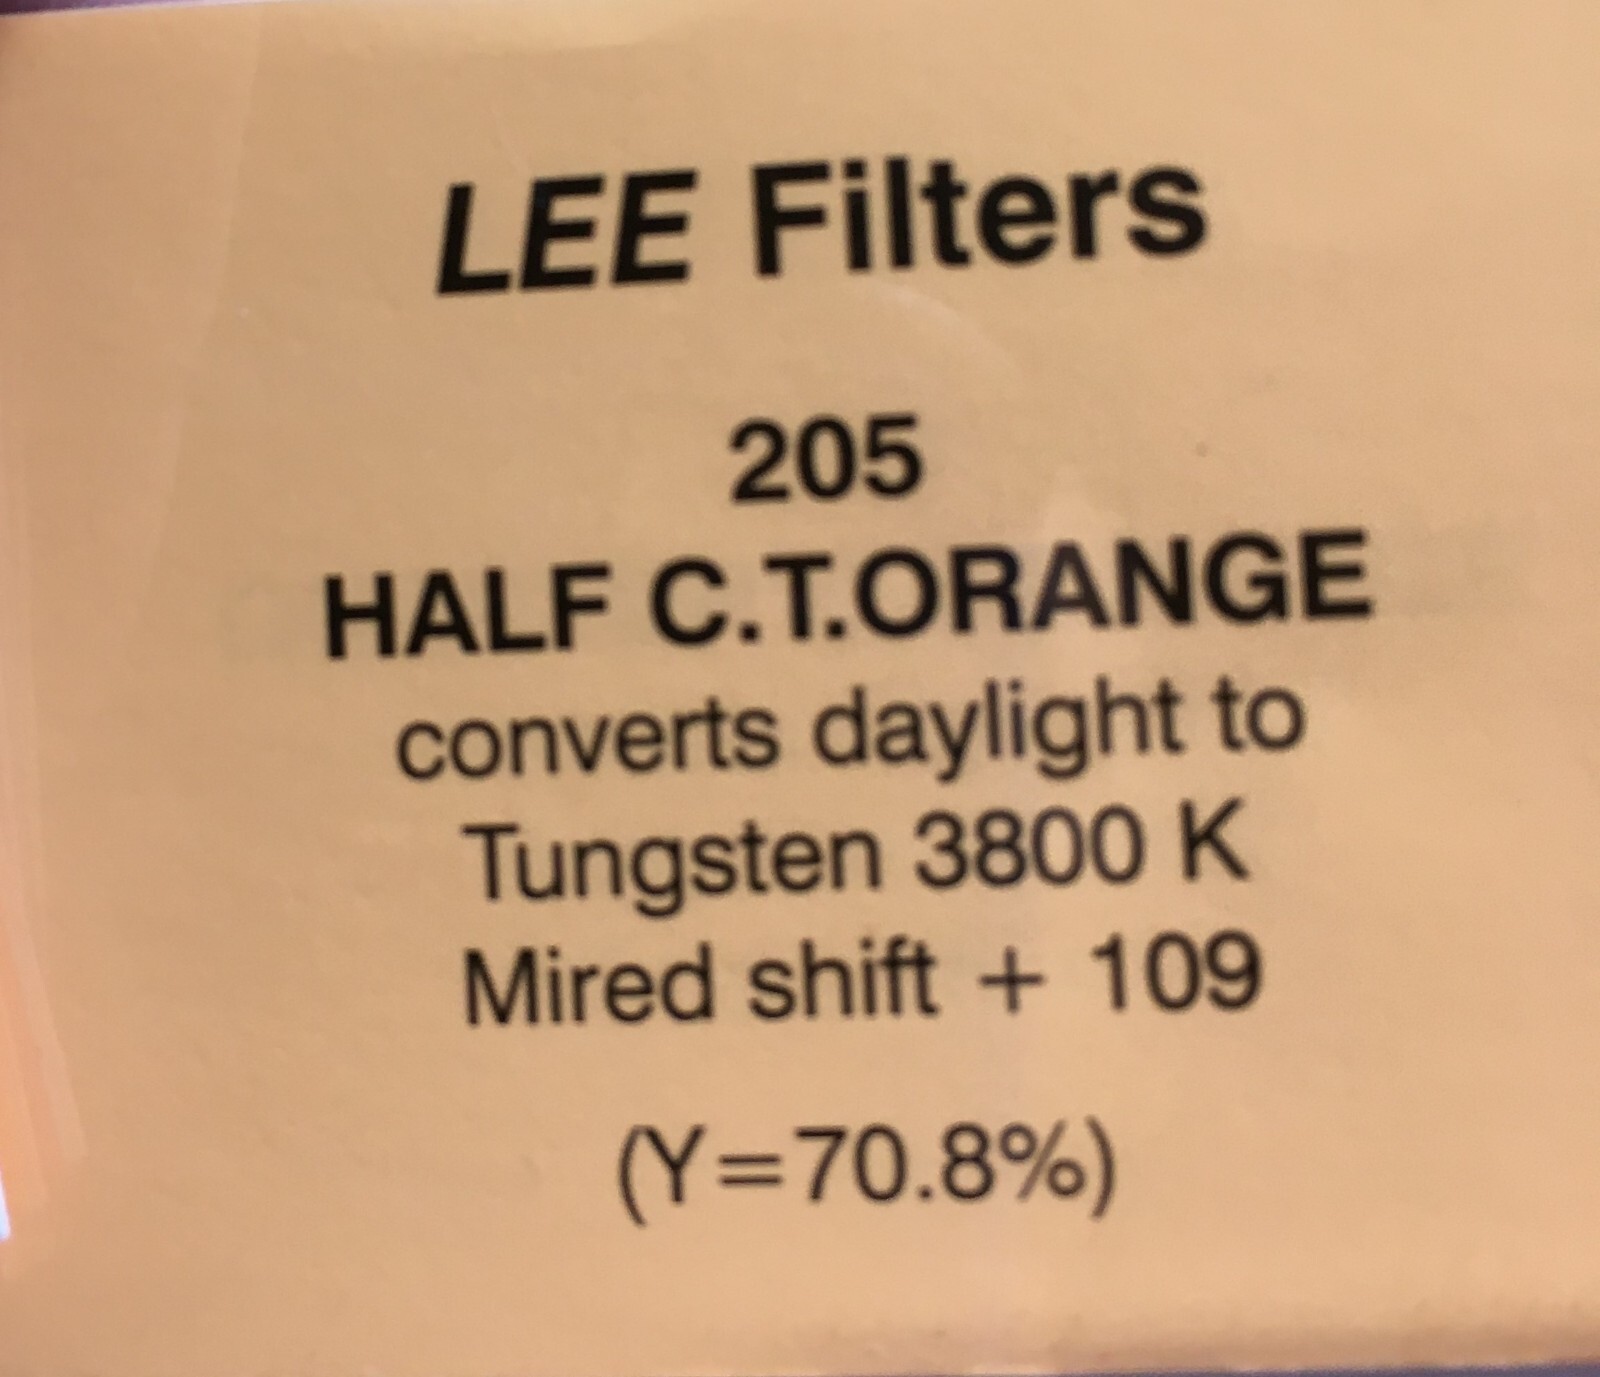 LEE Filters
205
HALF C.T.ORANGE
converts daylight to
Tungsten 3800 K
Mired shift + 109
(Y=70.8%)